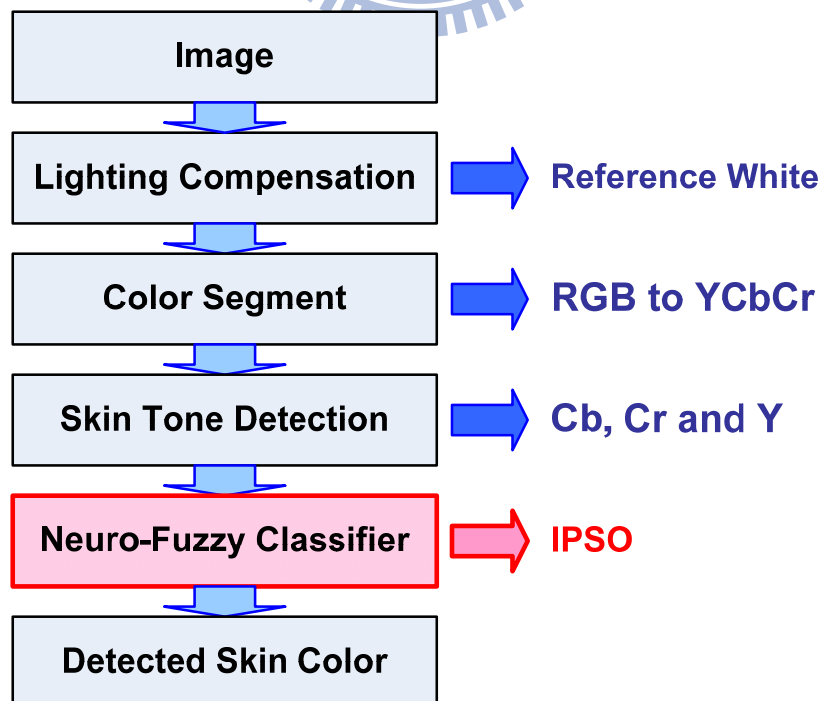 Image
Lighting Compensation
Reference White
Color Segment
RGB to YCbCr
Skin Tone Detection
Cb, Cr and Y
Neuro-Fuzzy Classifier
IPSO
Detected Skin Color